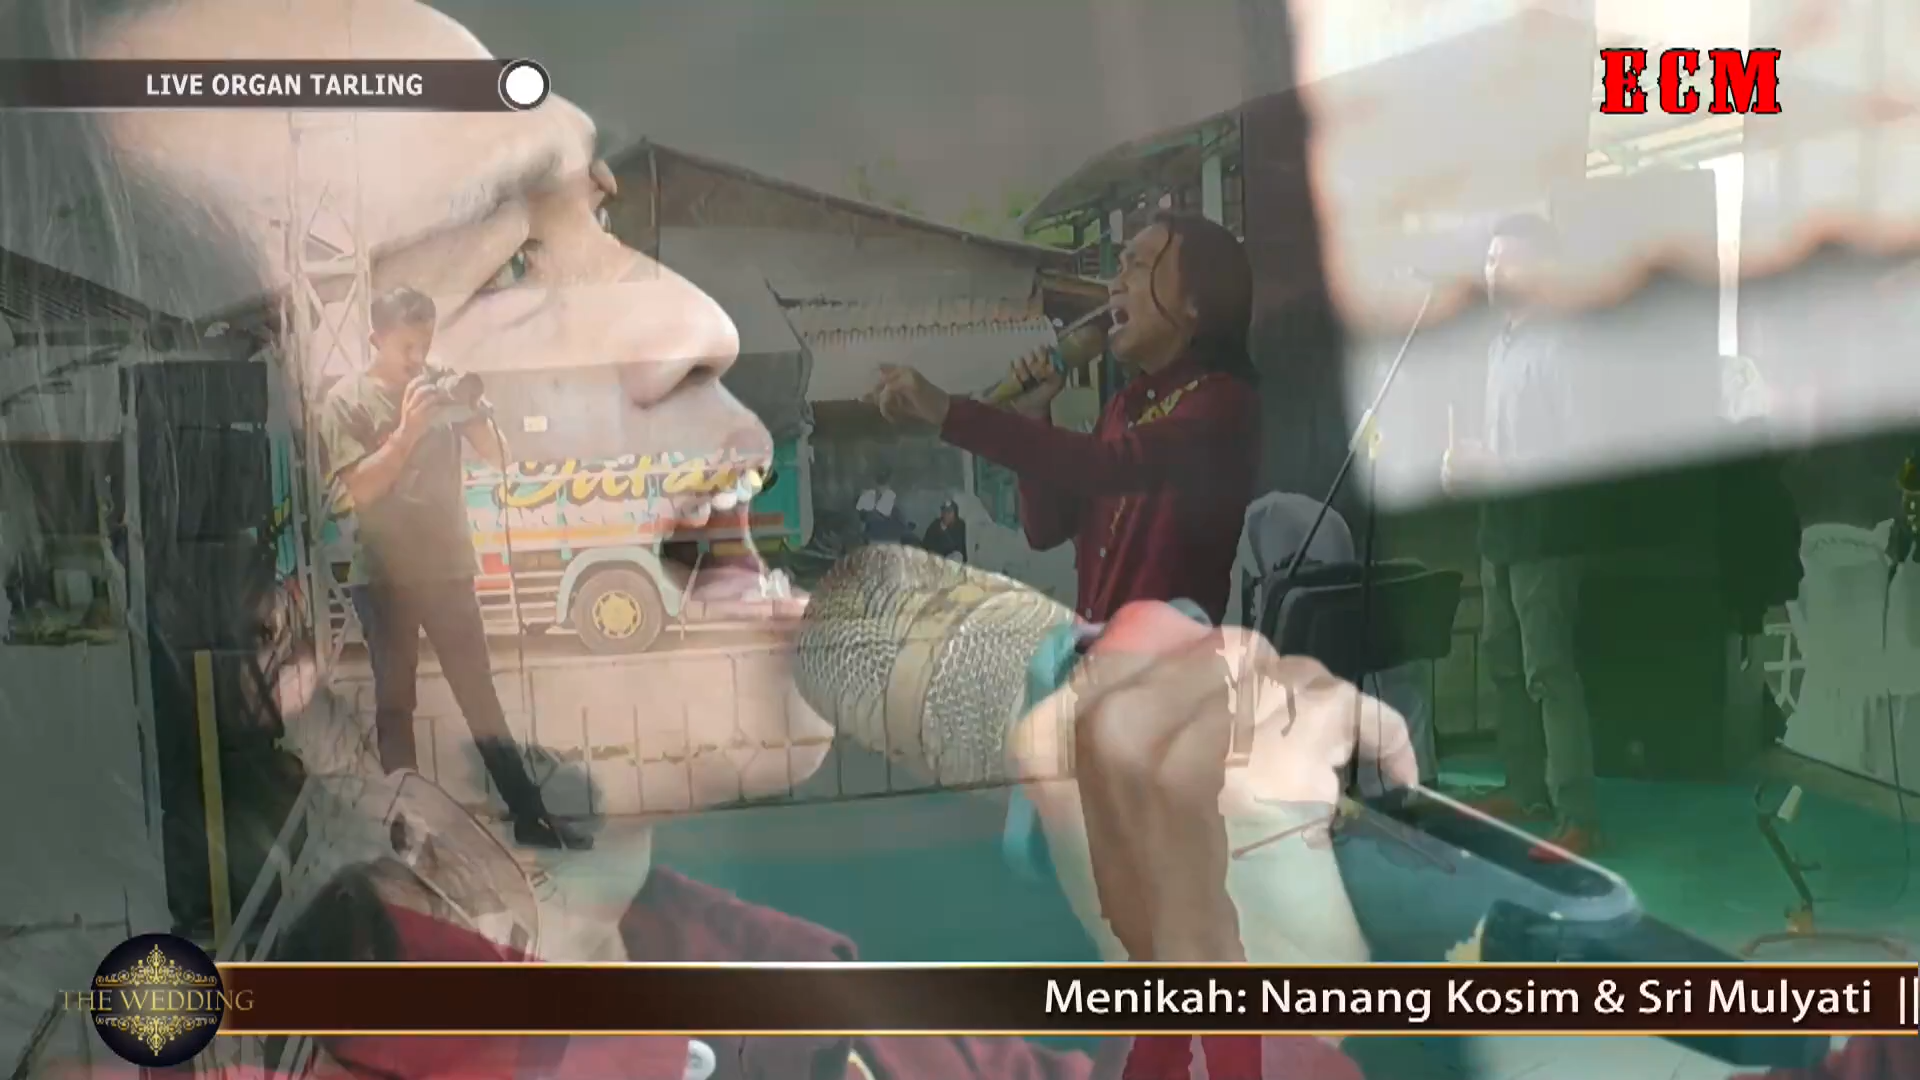 LIVE ORGAN TARLING
ECM
THE WEDDING
Menikah: Nanang Kosim & Sri Mulyati ||